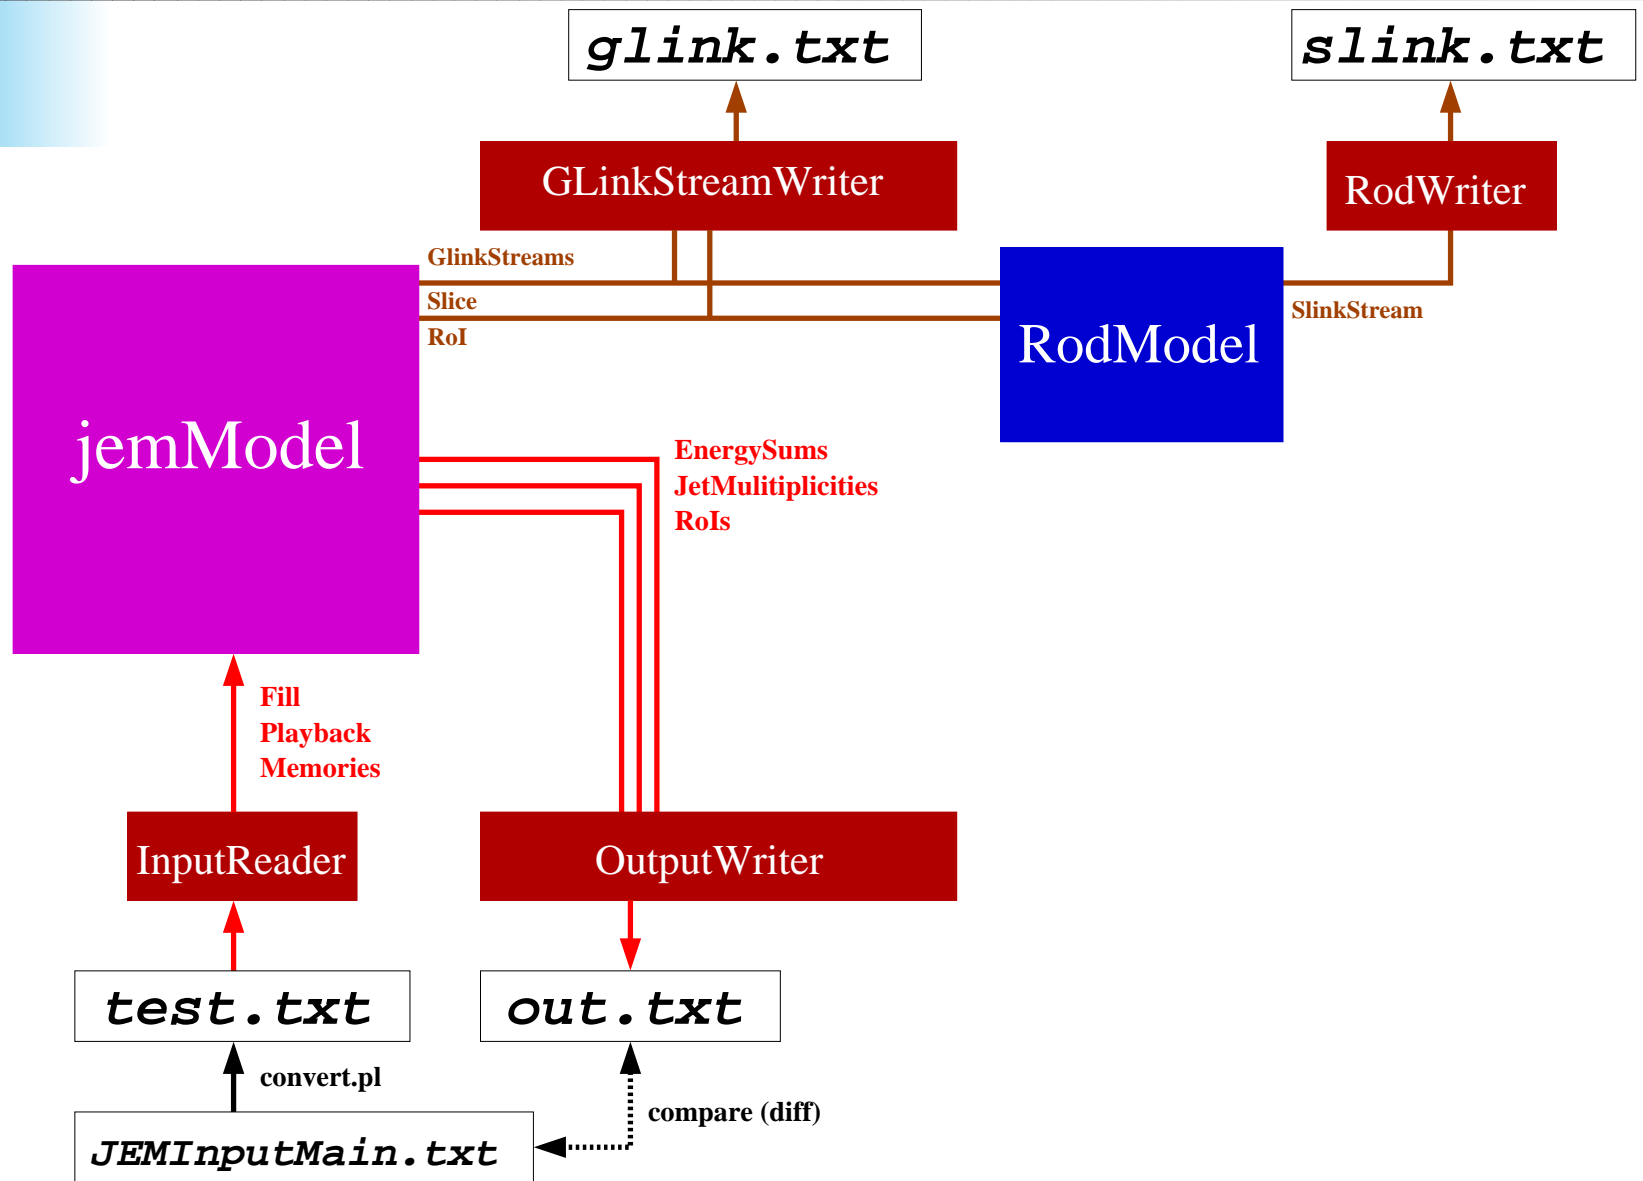 glink.txt
slink.txt
GLinkStreamWriter
RodWriter
GlinkStreams
Slice
RoI
SlinkStream
RodModel
jemModel
EnergySums
JetMulitiplicities
RoIs
Fill
Playback
Memories
InputReader
OutputWriter
test.txt
out.txt
convert.pl
compare (diff)
JEMInputMain.txt